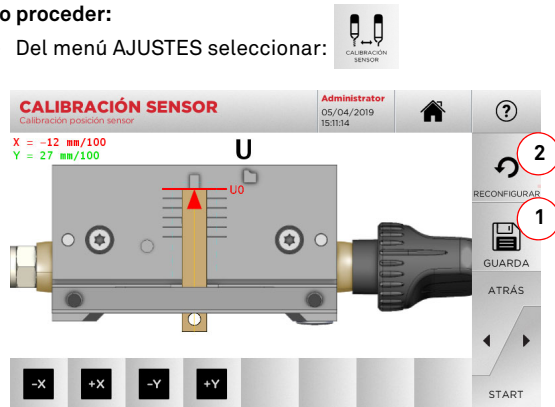 o proceder:
Del menú AJUSTES seleccionar:
CALIBRACIÓN
SENSOR
CALIBRACIÓN SENSOR
Calibración posición sensor
Administrator
05/04/2019
15:11:14
?
X = -12 mm/100
Y = 27 mm/100
U
U0
2
RECONFIGURAR
1
GUARDA
ATRÁS
START
-X +X -Y +Y